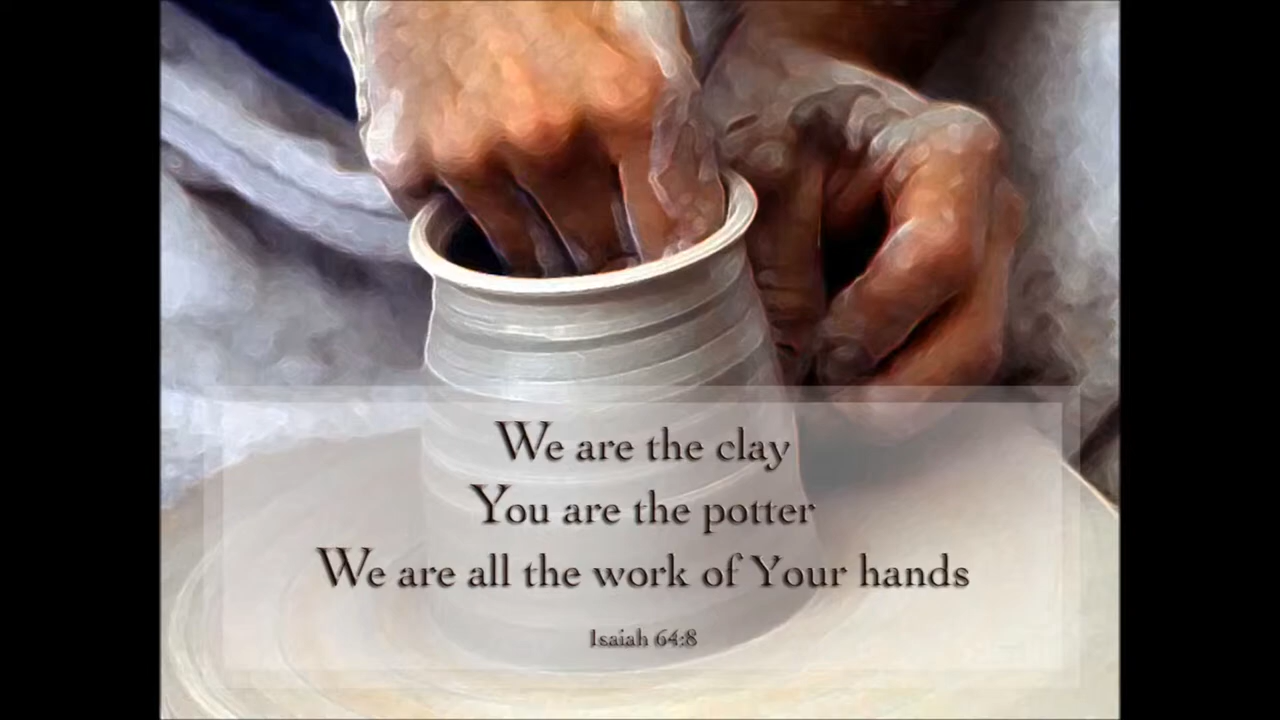 We are the clay
You are the potter
We are all the work of Your hands
Isaiah 64:8